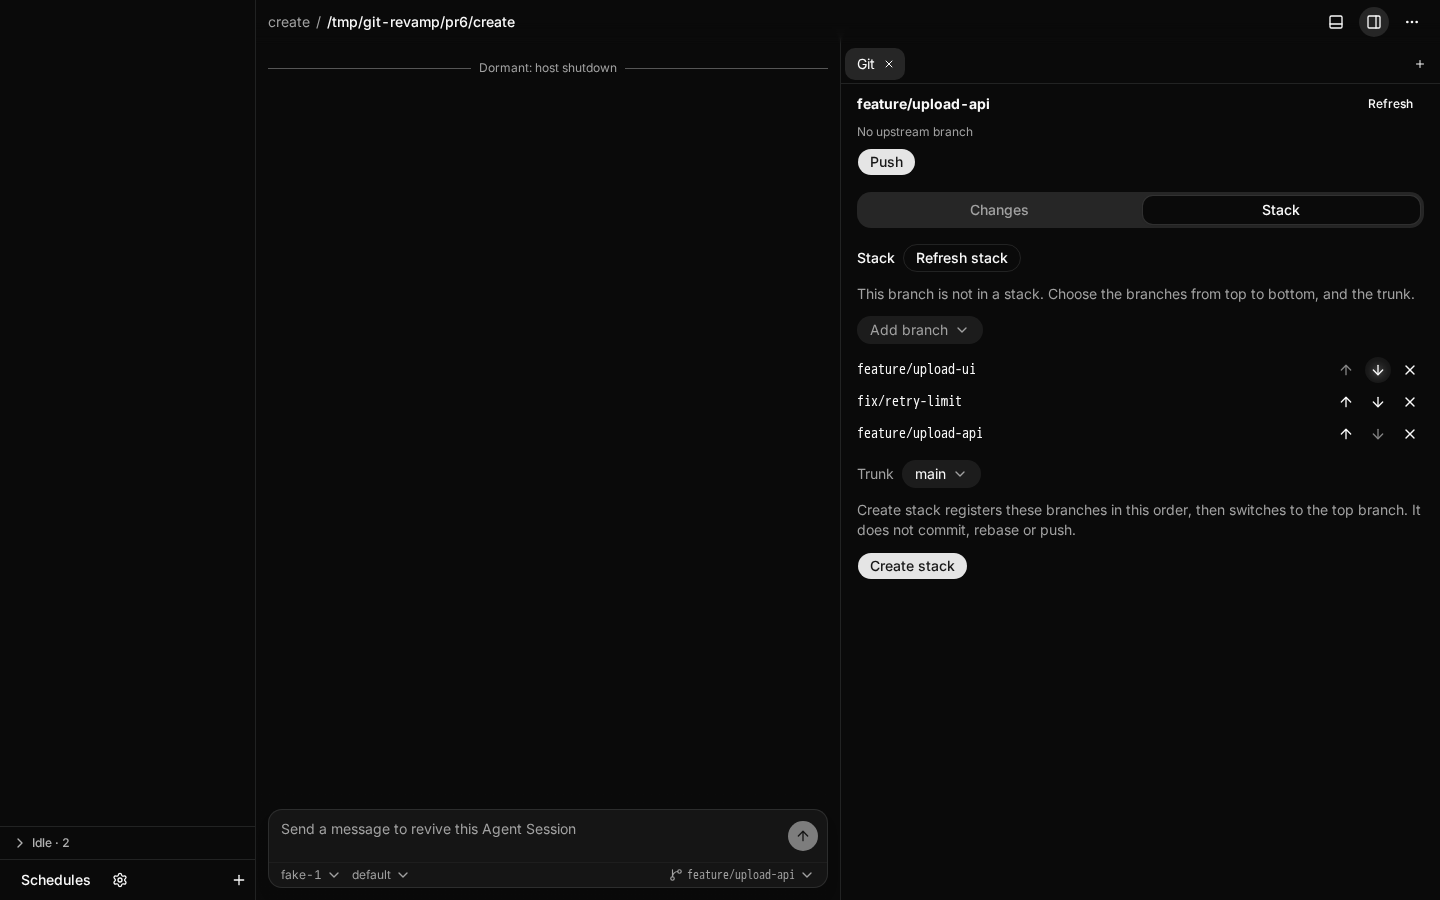 create / /tmp/git-revamp/pr6/create
Dormant: host shutdown
Git
feature/upload-api
Refresh
No upstream branch
Push
Changes
Stack
Stack
Refresh stack
This branch is not in a stack. Choose the branches from top to bottom, and the trunk.
Add branch
feature/upload-ui
fix/retry-limit
feature/upload-api
Trunk
main
Create stack registers these branches in this order, then switches to the top branch. It
does not commit, rebase or push.
Create stack
Send a message to revive this Agent Session
fake-1
default
feature/upload-api
Idle · 2
Schedules